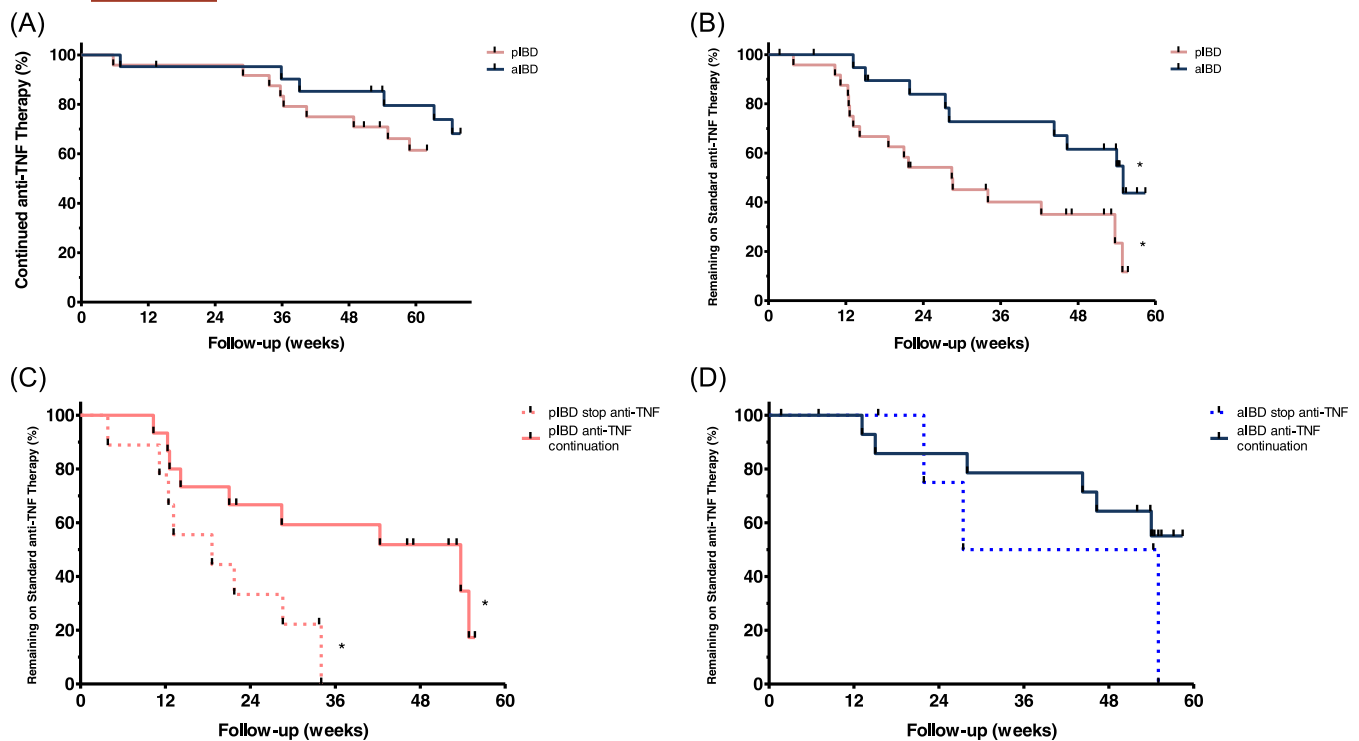 (A)
Continued anti-TNF Therapy (%)
100
80
60
40
20
0
0 12 24 36 48 60
Follow-up (weeks)
pIBD
aIBD
(B)
Remaining on Standard anti-TNF Therapy (%)
100
80
60
40
20
0
0 12 24 36 48 60
Follow-up (weeks)
pIBD
aIBD
*
*
(C)
Remaining on Standard anti-TNF Therapy (%)
100
80
60
40
20
0
0 12 24 36 48 60
Follow-up (weeks)
pIBD stop anti-TNF
pIBD anti-TNF
continuation
*
*
(D)
Remaining on Standard anti-TNF Therapy (%)
100
80
60
40
20
0
0 12 24 36 48 60
Follow-up (weeks)
aIBD stop anti-TNF
aIBD anti-TNF
continuation